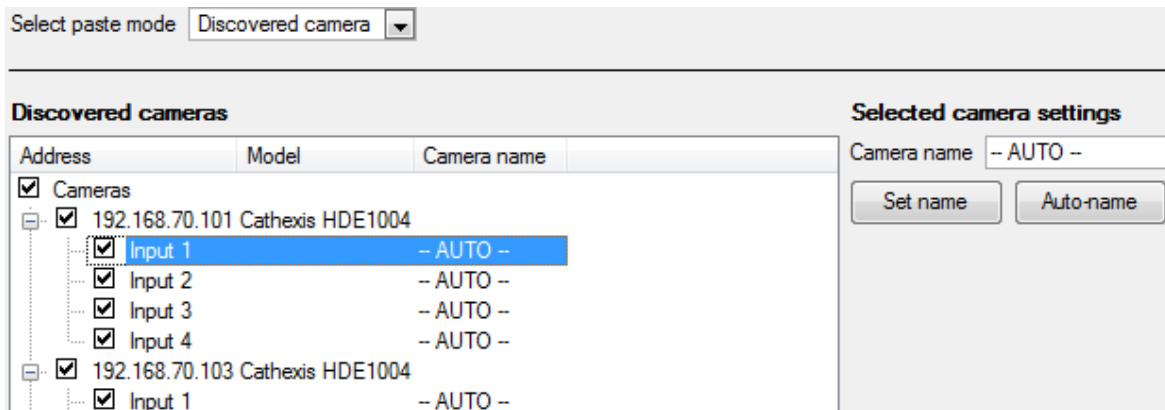 Select paste mode Discovered camera
Discovered cameras
Address Model Camera name
Cameras
192.168.70.101 Cathexis HDE1004
Input 1 -- AUTO --
Input 2 -- AUTO --
Input 3 -- AUTO --
Input 4 -- AUTO --
192.168.70.103 Cathexis HDE1004
Input 1 -- AUTO --
Selected camera settings
Camera name -- AUTO --
Set name Auto-name